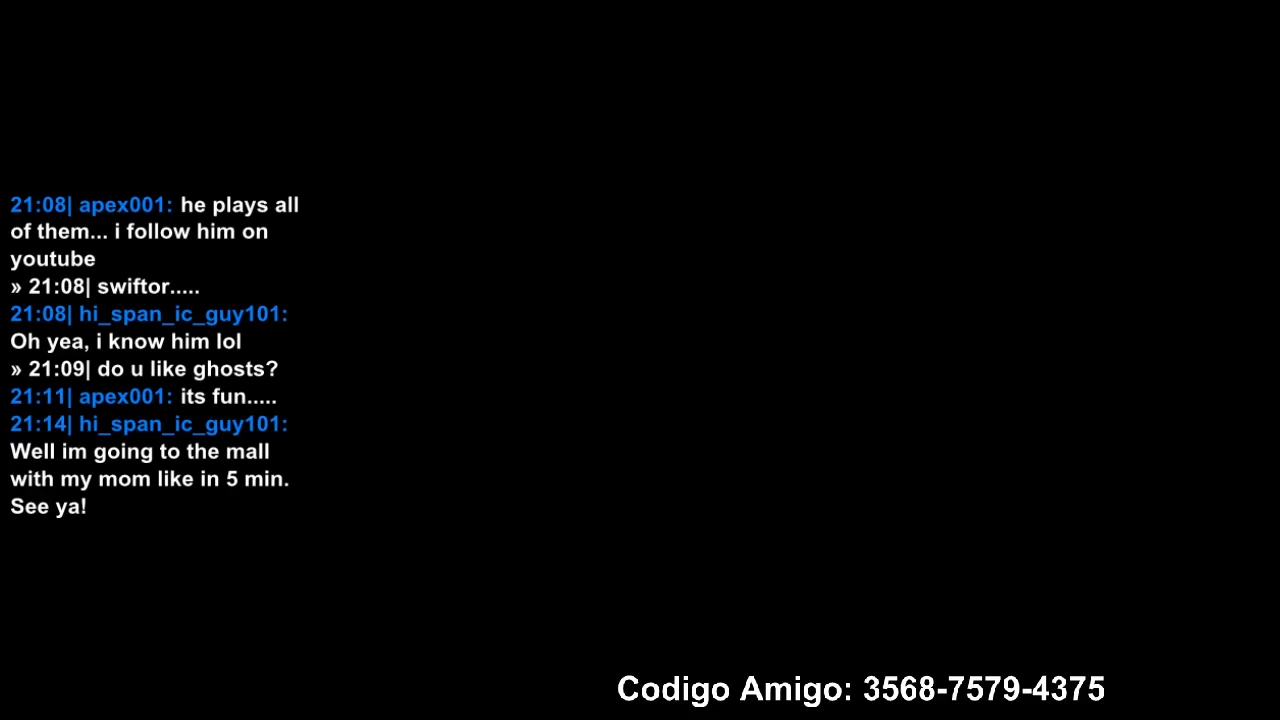 21:08| apex001: he plays all
of them... i follow him on
youtube
» 21:08| swiftor.....
21:08| hi_span_ic_guy101:
Oh yea, i know him lol
» 21:09| do u like ghosts?
21:11| apex001: its fun.....
21:14| hi_span_ic_guy101:
Well im going to the mall
with my mom like in 5 min.
See ya!
Codigo Amigo: 3568-7579-4375